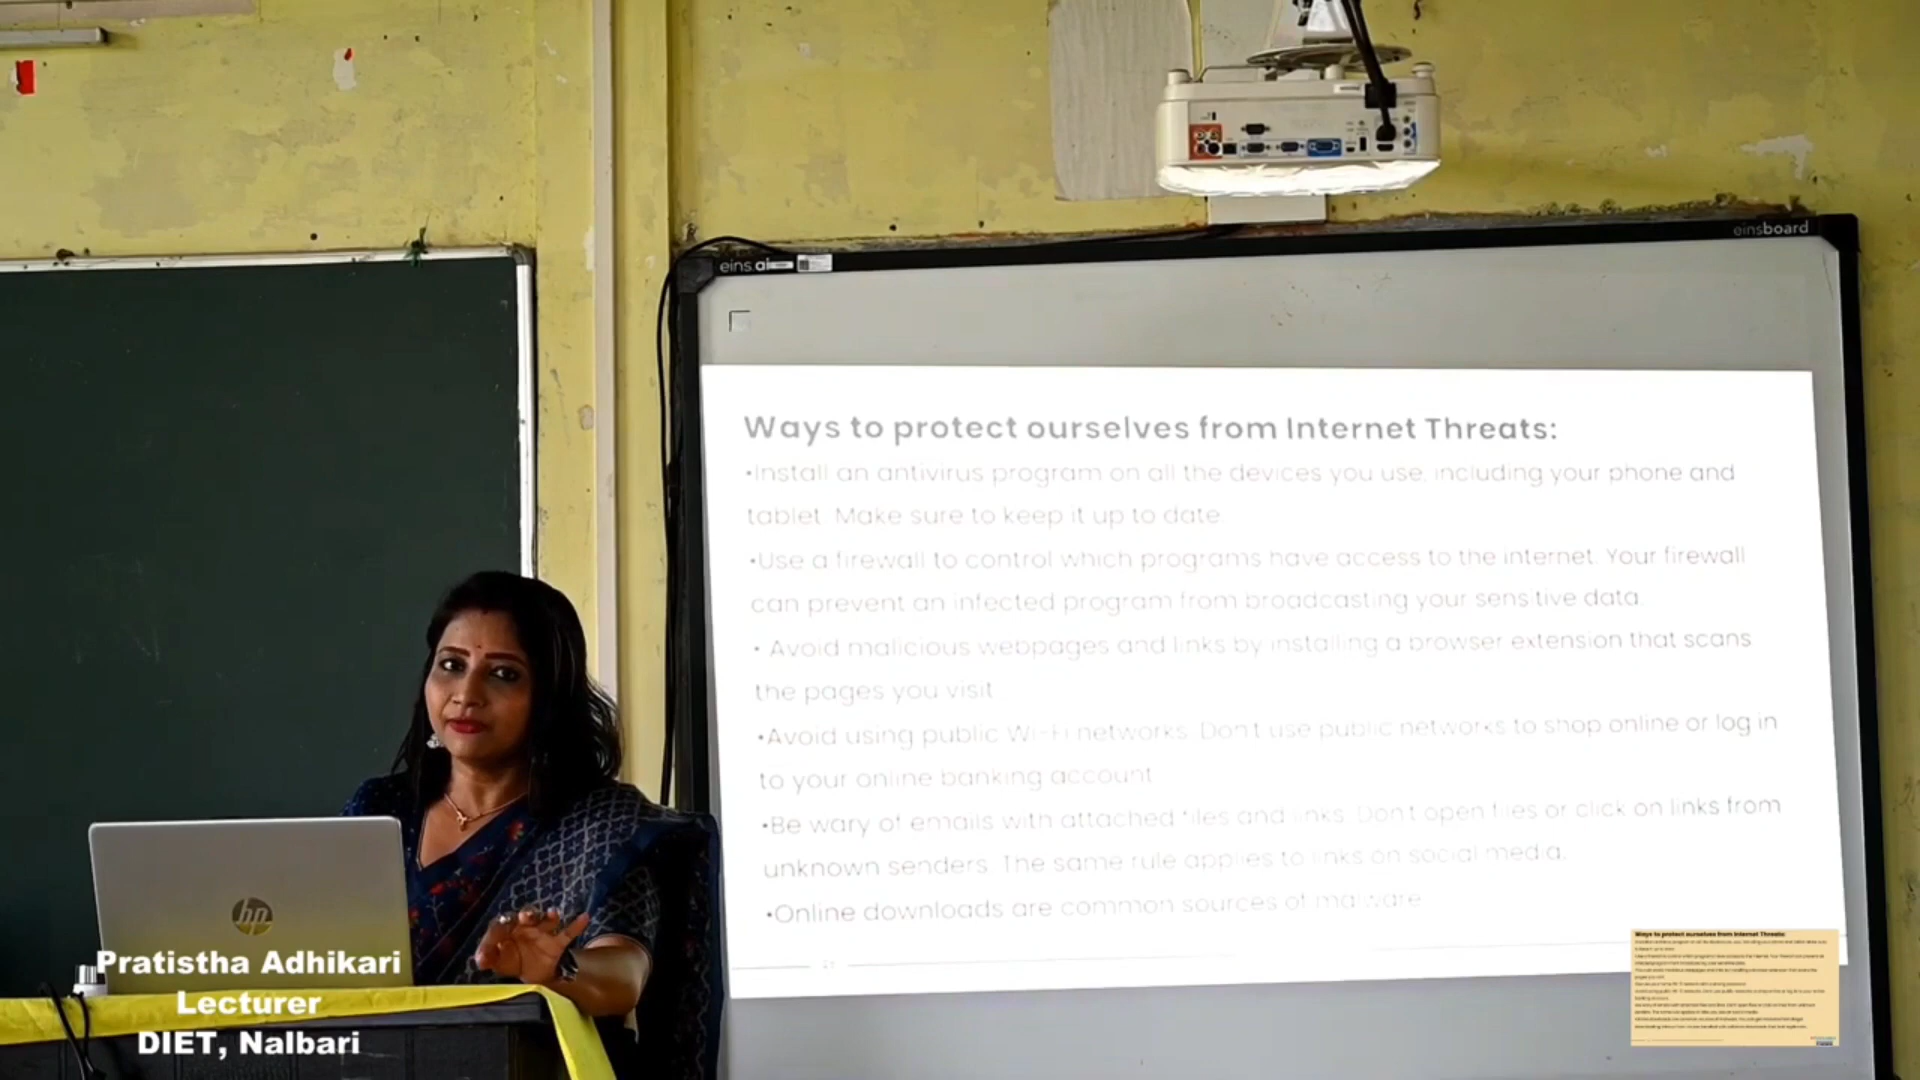 einsboard
eins.ai
Ways to protect ourselves from Internet Threats:
•Install an antivirus program on all the devices you use, including your phone and
tablet. Make sure to keep it up to date.
•Use a firewall to control which programs have access to the internet. Your firewall
can prevent an infected program from broadcasting your sensitive data.
• Avoid malicious webpages and links by installing a browser extension that scans
the pages you visit
•Avoid using public Wi-Fi networks. Don't use public networks to shop online or log in
to your online banking account
•Be wary of emails with attached files and links. Don't open files or click on links from
unknown senders. The same rule applies to links on social media.
•Online downloads are common sources of malware
hp
Pratistha Adhikari
Lecturer
DIET, Nalbari
Ways to protect ourselves from Internet Threats: